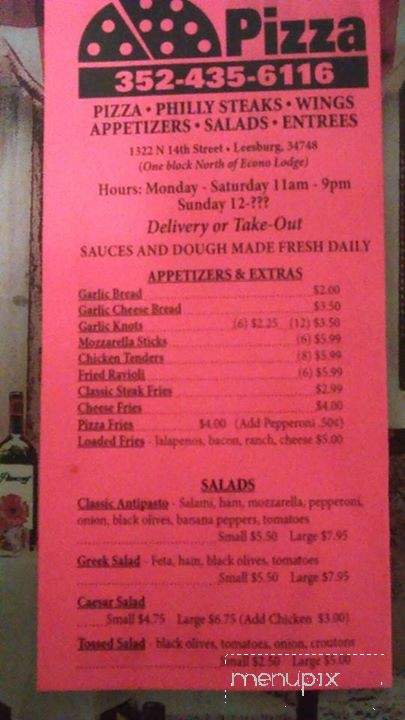 Pizza
352-435-6116
PIZZA • PHILLY STEAKS • WINGS
APPETIZERS • SALADS • ENTREES
1322 N 14th Street • Leesburg, 34748
(One block North of Econo Lodge)
Hours: Monday - Saturday 11am - 9pm
Sunday 12-???
Delivery or Take-Out
SAUCES AND DOUGH MADE FRESH DAILY
APPETIZERS & EXTRAS
Garlic Bread $2.00
Garlic Cheese Bread $3.50
Garlic Knots (6) $2.25 (12) $3.50
Mozzarella Sticks (6) $5.99
Chicken Tenders (8) $5.99
Fried Ravioli (6) $5.99
Classic Steak Fries $2.99
Cheese Fries $4.00
Pizza Fries $4.00 (Add Pepperoni .50¢)
Loaded Fries - Jalapenos, bacon, ranch, cheese $5.00
SALADS
Classic Antipasto - Salami, ham, mozzarella, pepperoni,
onion, black olives, banana peppers, tomatoes
Small $5.50 Large $7.95
Greek Salad - Feta, ham, black olives, tomatoes
Small $5.50 Large $7.95
Caesar Salad
Small $4.75 Large $6.75 (Add Chicken $3.00)
Tossed Salad - black olives, tomatoes, onion, croutons
Small $2.50 Large $5.00
menupix